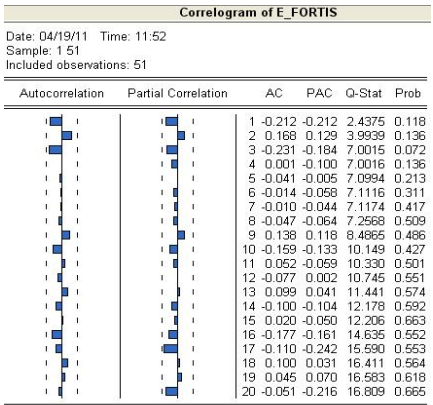 Correlogram of E_FORTIS
Date: 04/19/11 Time: 11:52
Sample: 1 51
Included observations: 51
Autocorrelation Partial Correlation AC PAC Q-Stat Prob
1 -0.212 -0.212 2.4375 0.118
2 0.168 0.129 3.9939 0.136
3 -0.231 -0.184 7.0015 0.072
4 0.001 -0.100 7.0016 0.136
5 -0.041 -0.005 7.0994 0.213
6 -0.014 -0.058 7.1116 0.311
7 -0.010 -0.044 7.1174 0.417
8 -0.047 -0.064 7.2568 0.509
9 0.138 0.118 8.4865 0.486
10 -0.159 -0.133 10.149 0.427
11 0.052 -0.059 10.330 0.501
12 -0.077 0.002 10.745 0.551
13 0.099 0.041 11.441 0.574
14 -0.100 -0.104 12.178 0.592
15 0.020 -0.050 12.206 0.663
16 -0.177 -0.161 14.635 0.552
17 -0.110 -0.242 15.590 0.553
18 0.100 0.031 16.411 0.564
19 0.045 0.070 16.583 0.618
20 -0.051 -0.216 16.809 0.665